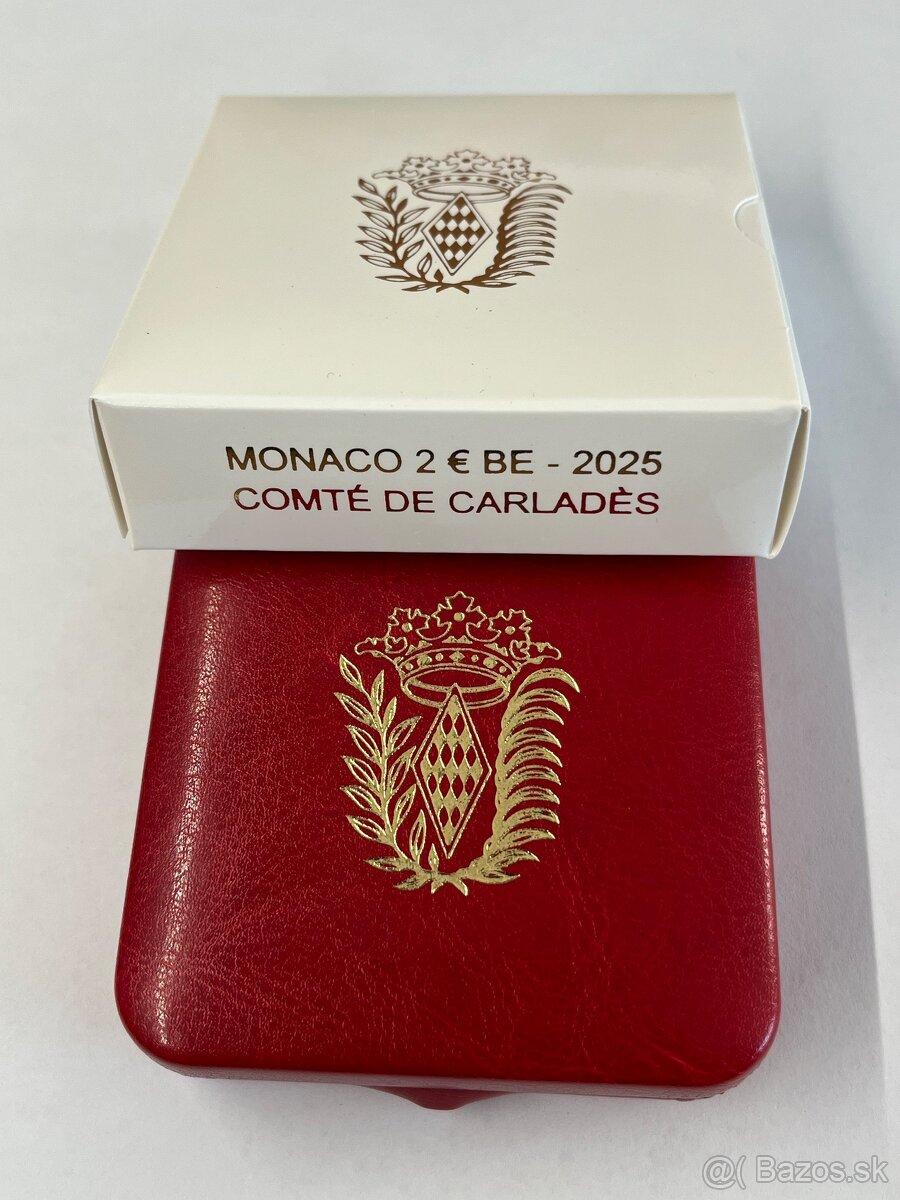 MONACO 2 € BE - 2025
COMTÉ DE CARLADÈS
@( Bazos.sk